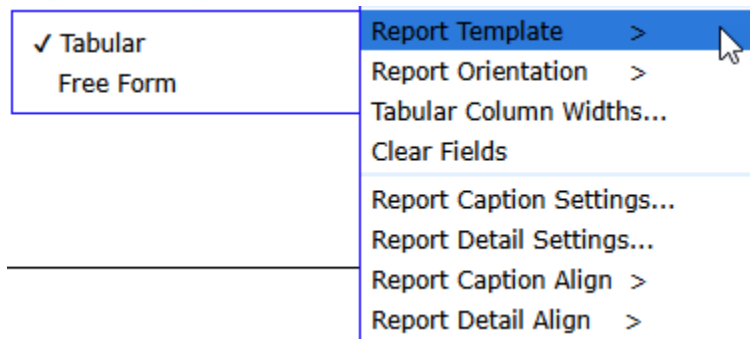 ✓ Tabular
Free Form
Report Template >
Report Orientation >
Tabular Column Widths...
Clear Fields
Report Caption Settings...
Report Detail Settings...
Report Caption Align >
Report Detail Align >